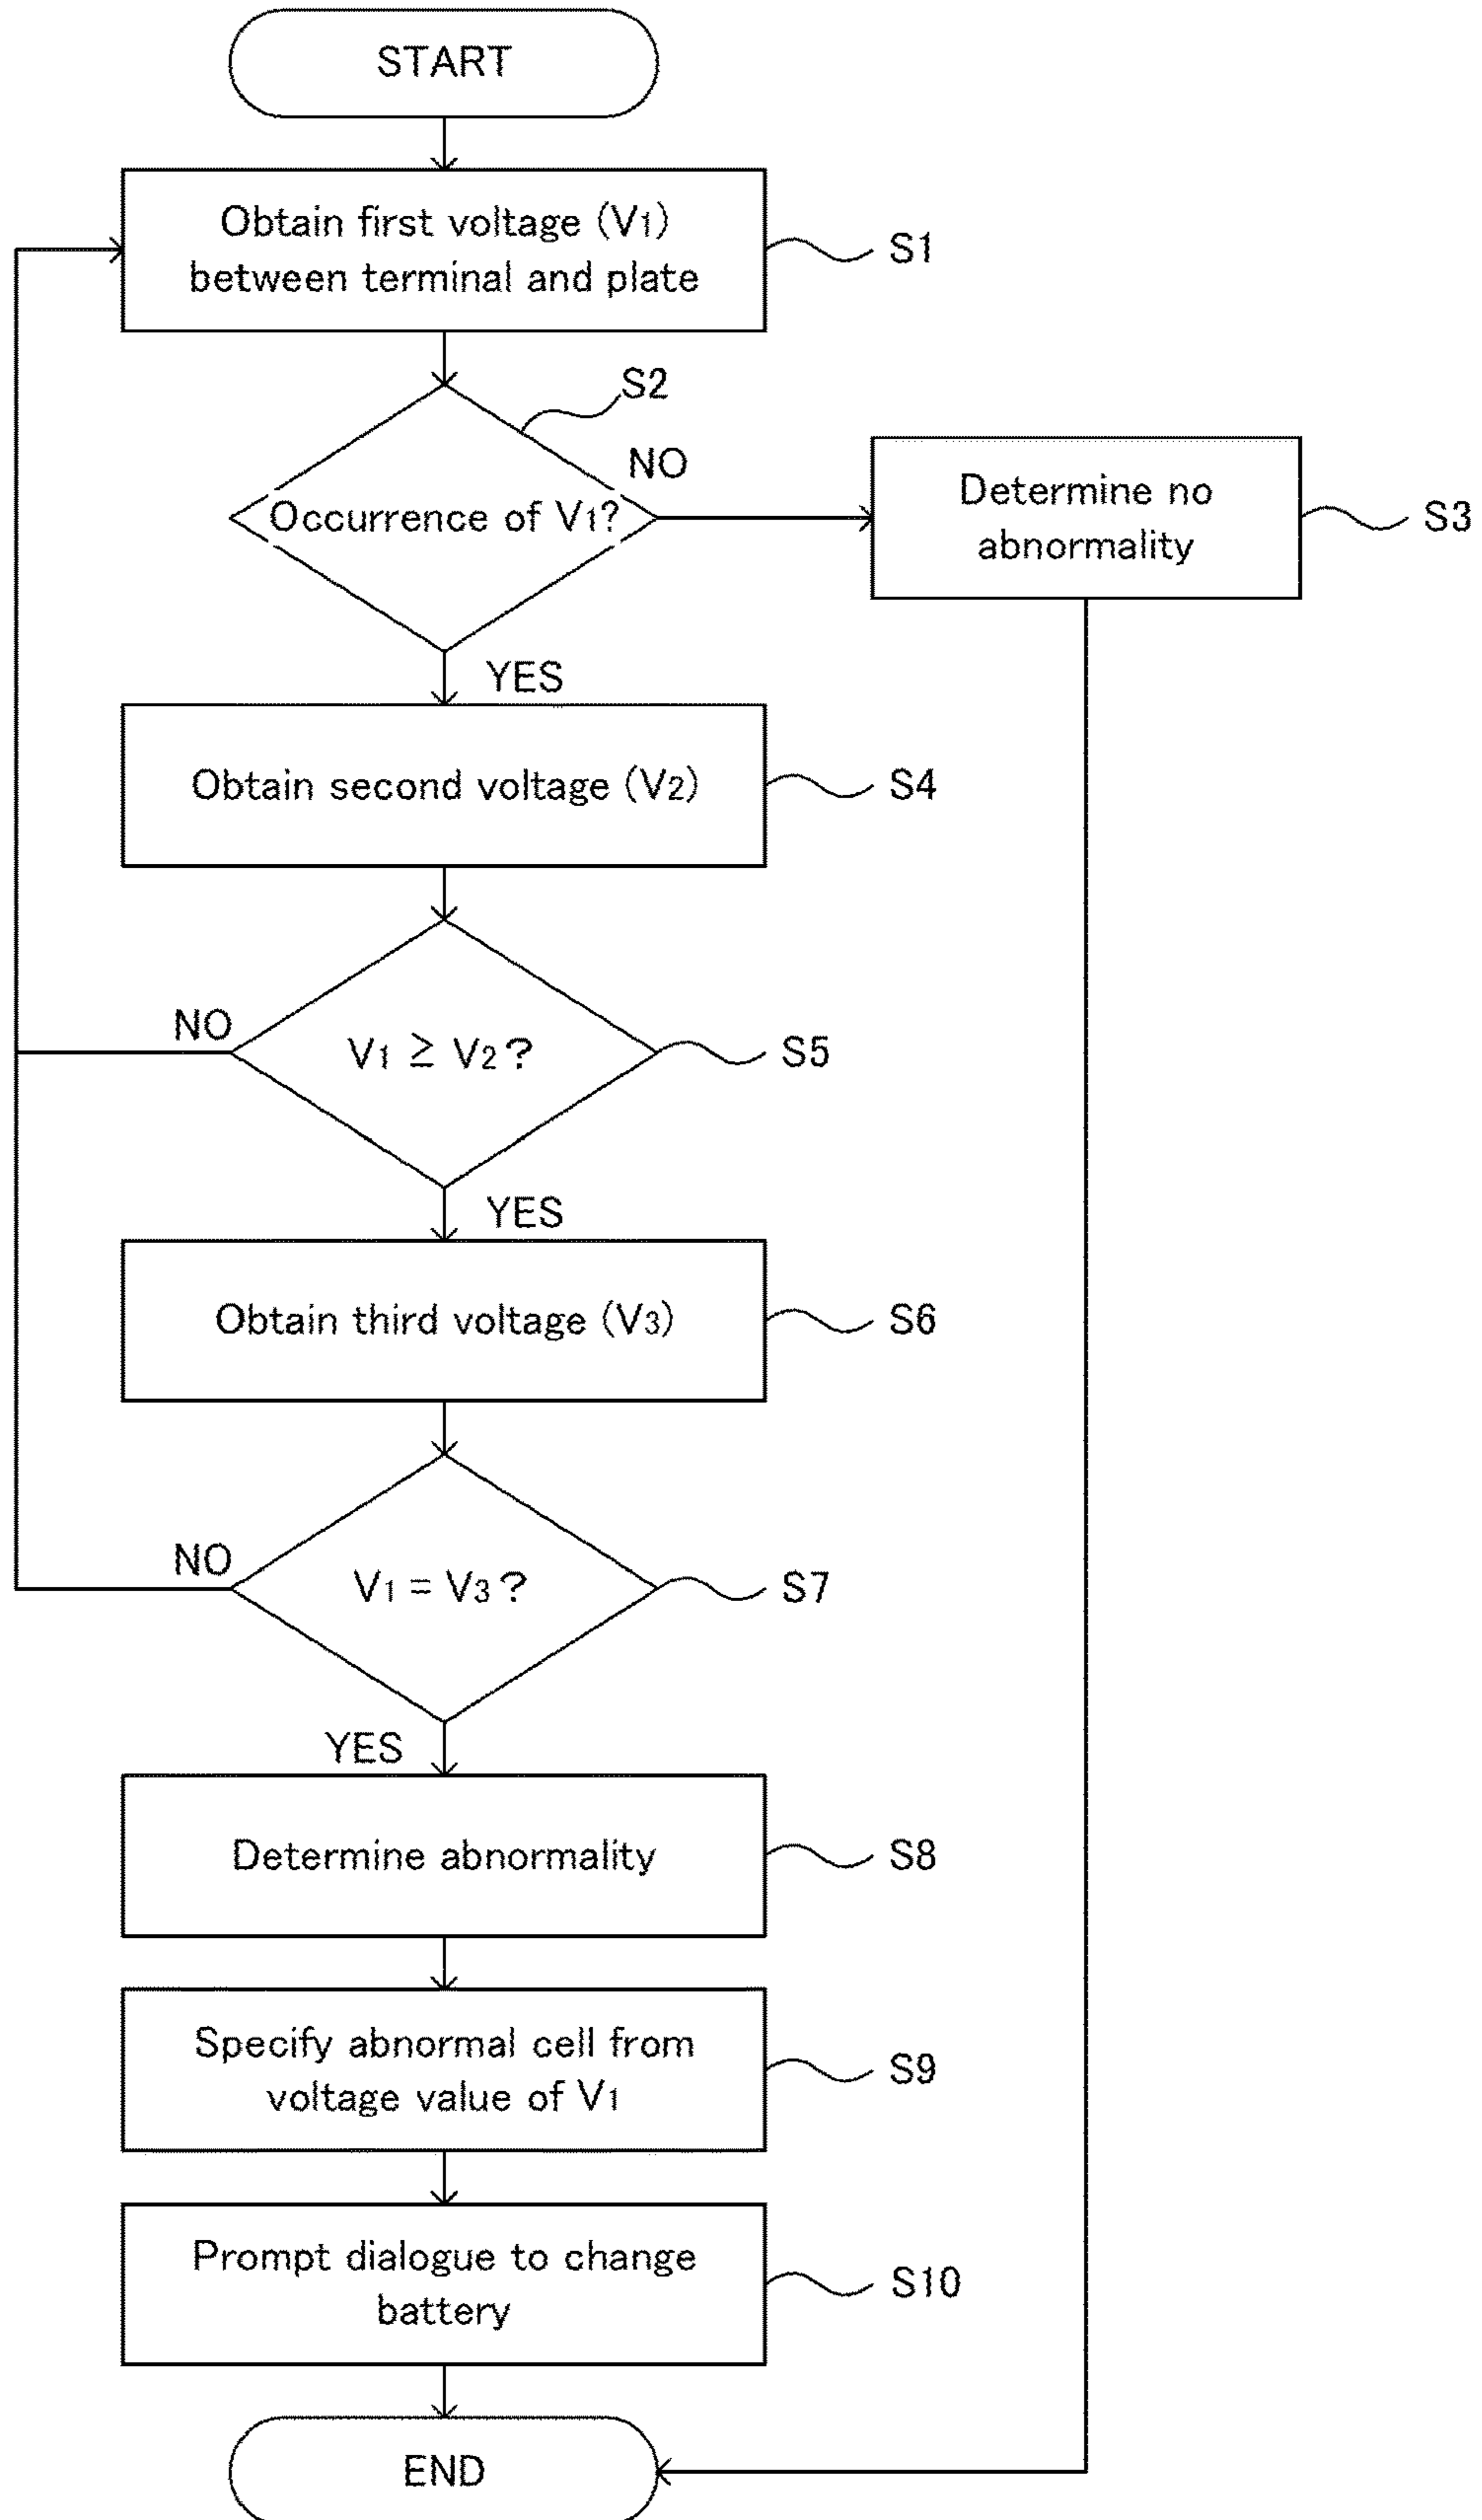 START
Obtain first voltage (V1)
between terminal and plate
S1
S2
NO
Occurrence of V1?
Determine no
abnormality
S3
YES
Obtain second voltage (V2)
S4
NO
V1 ≧ V2?
S5
YES
Obtain third voltage (V3)
S6
NO
V1 = V3?
S7
YES
Determine abnormality
S8
Specify abnormal cell from
voltage value of V1
S9
Prompt dialogue to change
battery
S10
END